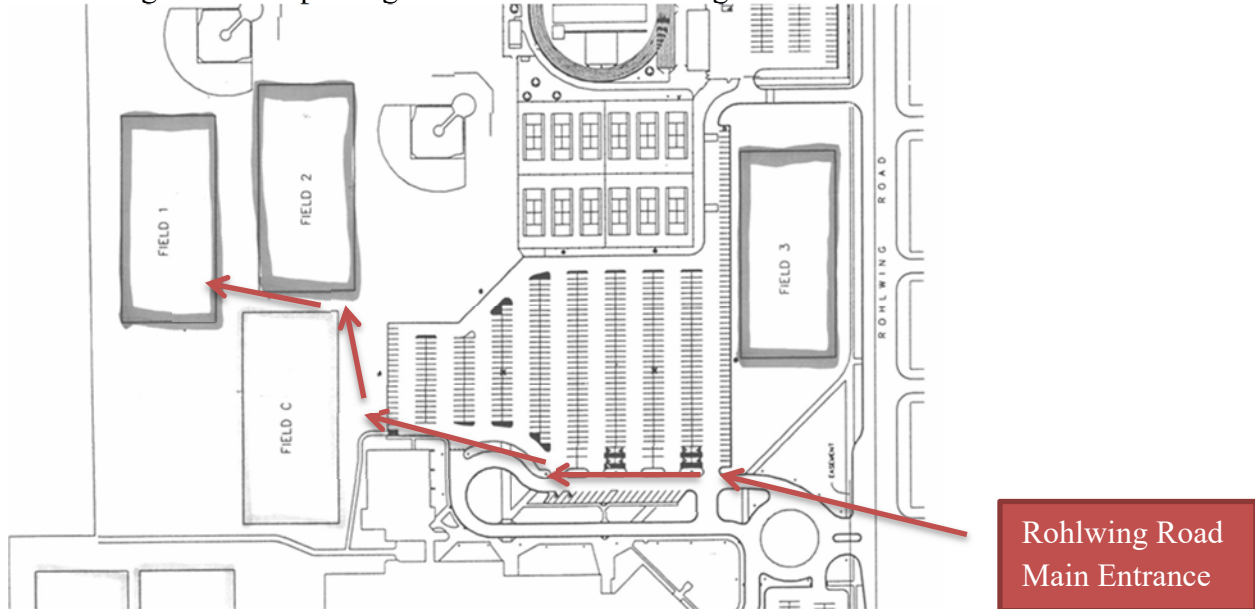 FIELD 2
FIELD 1
FIELD 3
ROHLWING ROAD
FIELD C
EASEMENT
Rohlwing Road
Main Entrance